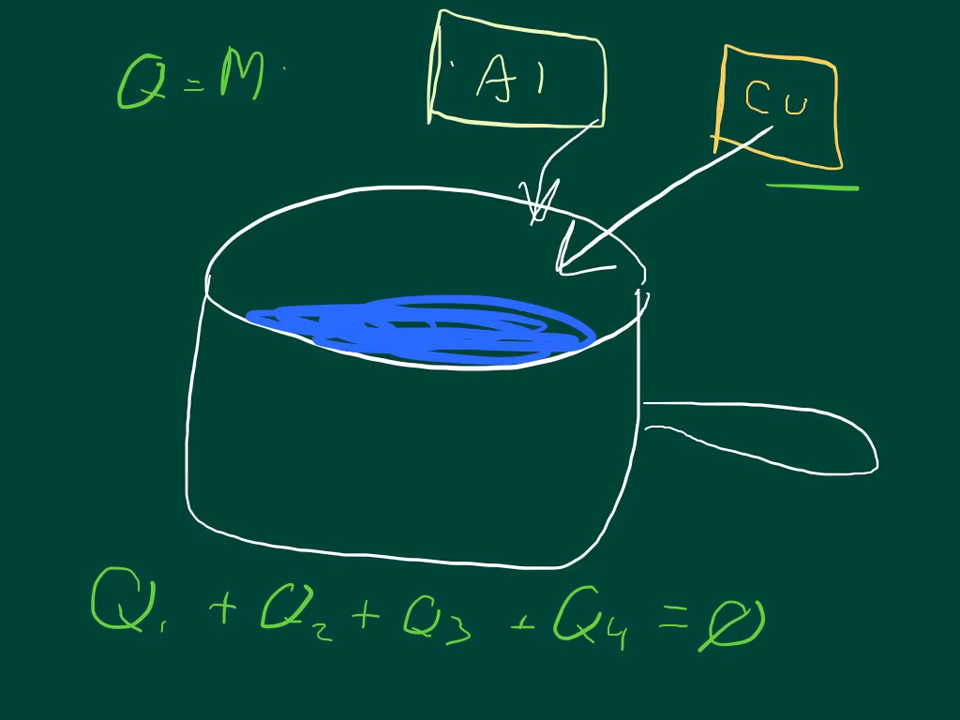 Q = M ·
Al
Cu
Q₁ + Q₂ + Q₃ + Q₄ = 0